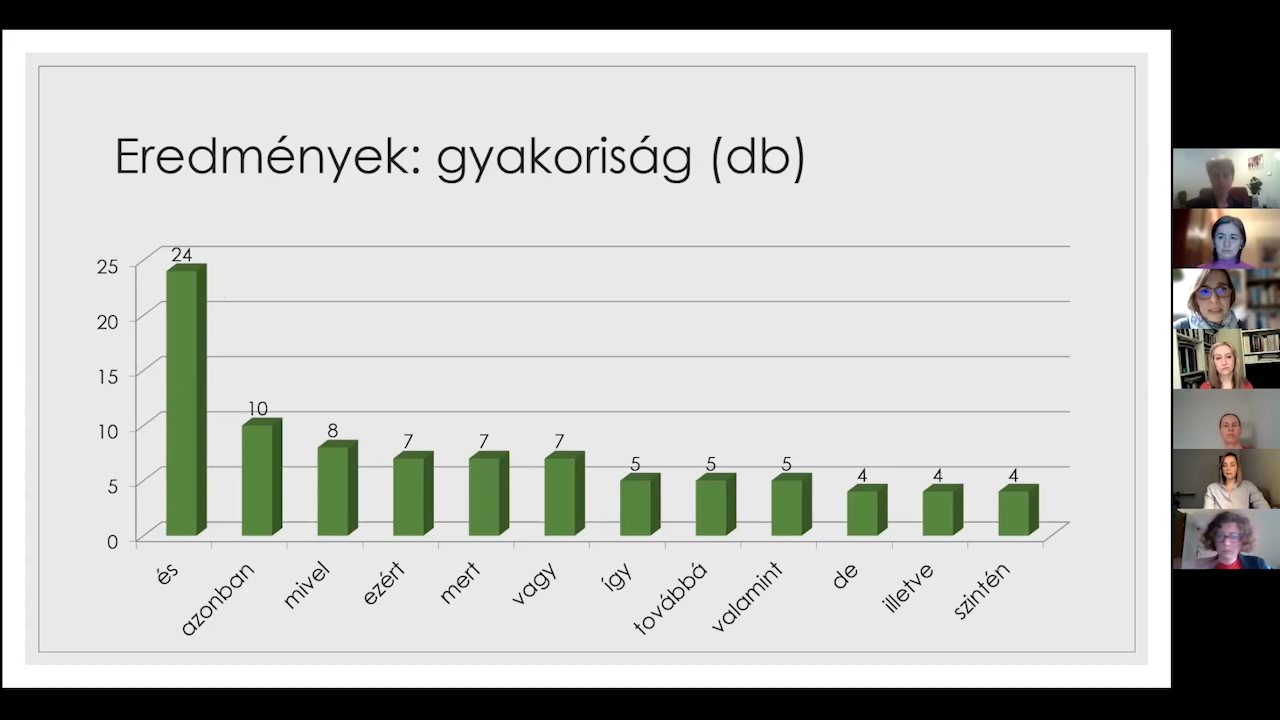 Eredmények: gyakoriság (db)
25
20
15
10
5
0
24
10
8
7
7
7
5
5
5
4
4
4
és
azonban
mivel
ezért
mert
vagy
így
továbbá
valamint
de
illetve
szintén